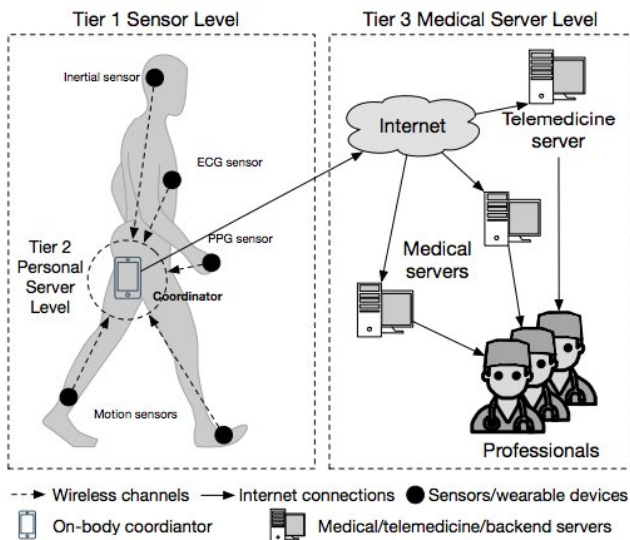 Tier 1 Sensor Level
Tier 3 Medical Server Level
Inertial sensor
ECG sensor
PPG sensor
Tier 2
Personal
Server
Level
Coordinator
Motion sensors
Internet
Telemedicine
server
Medical
servers
Professionals
Wireless channels
Internet connections
Sensors/wearable devices
On-body coordiantor
Medical/telemedicine/backend servers